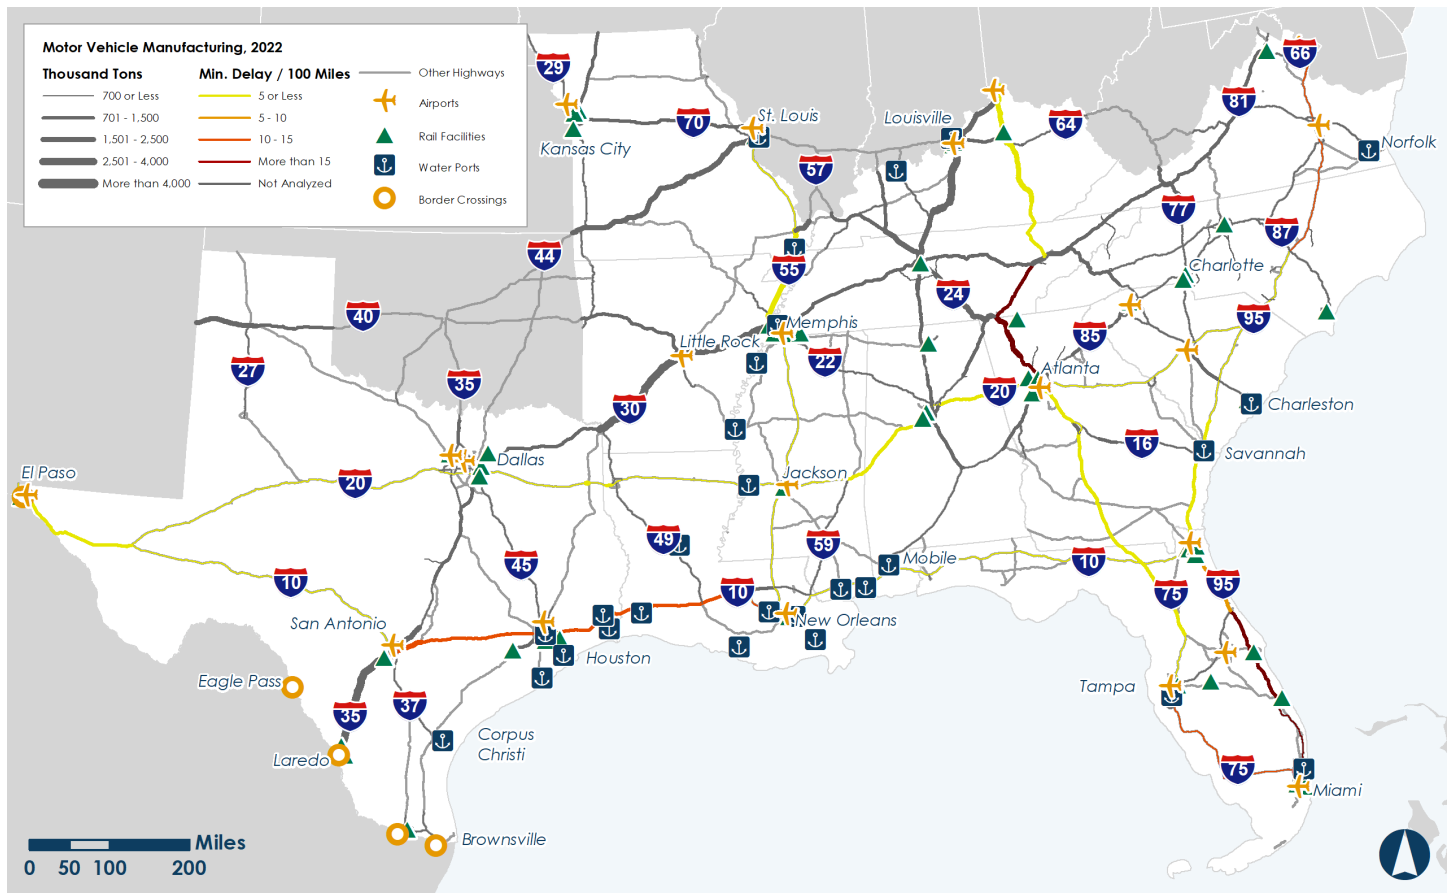 Motor Vehicle Manufacturing, 2022
Thousand Tons
700 or Less
701 - 1.500
1,501 - 2,500
2.501 - 4,000
More than 4,000
Min. Delay / 100 Miles
5 or Less
5 - 10
10 - 15
More than 15
Not Analyzed
Other Highways
Airports
Rail Facilities
Water Ports
Border Crossings
29
66
81
70
St. Louis
Louisville
64
Norfolk
Kansas City
57
77
87
44
55
Charlotte
24
40
95
Memphis
85
Little Rock
22
27
Atlanta
35
20
30
Charleston
16
Savannah
El Paso
Dallas
20
Jackson
49
59
45
Mobile
10
10
10
75
95
San Antonio
New Orleans
Houston
Eagle Pass
Tampa
37
35
Corpus
Christi
Laredo
75
Miami
Brownsville
Miles
0 50 100 200